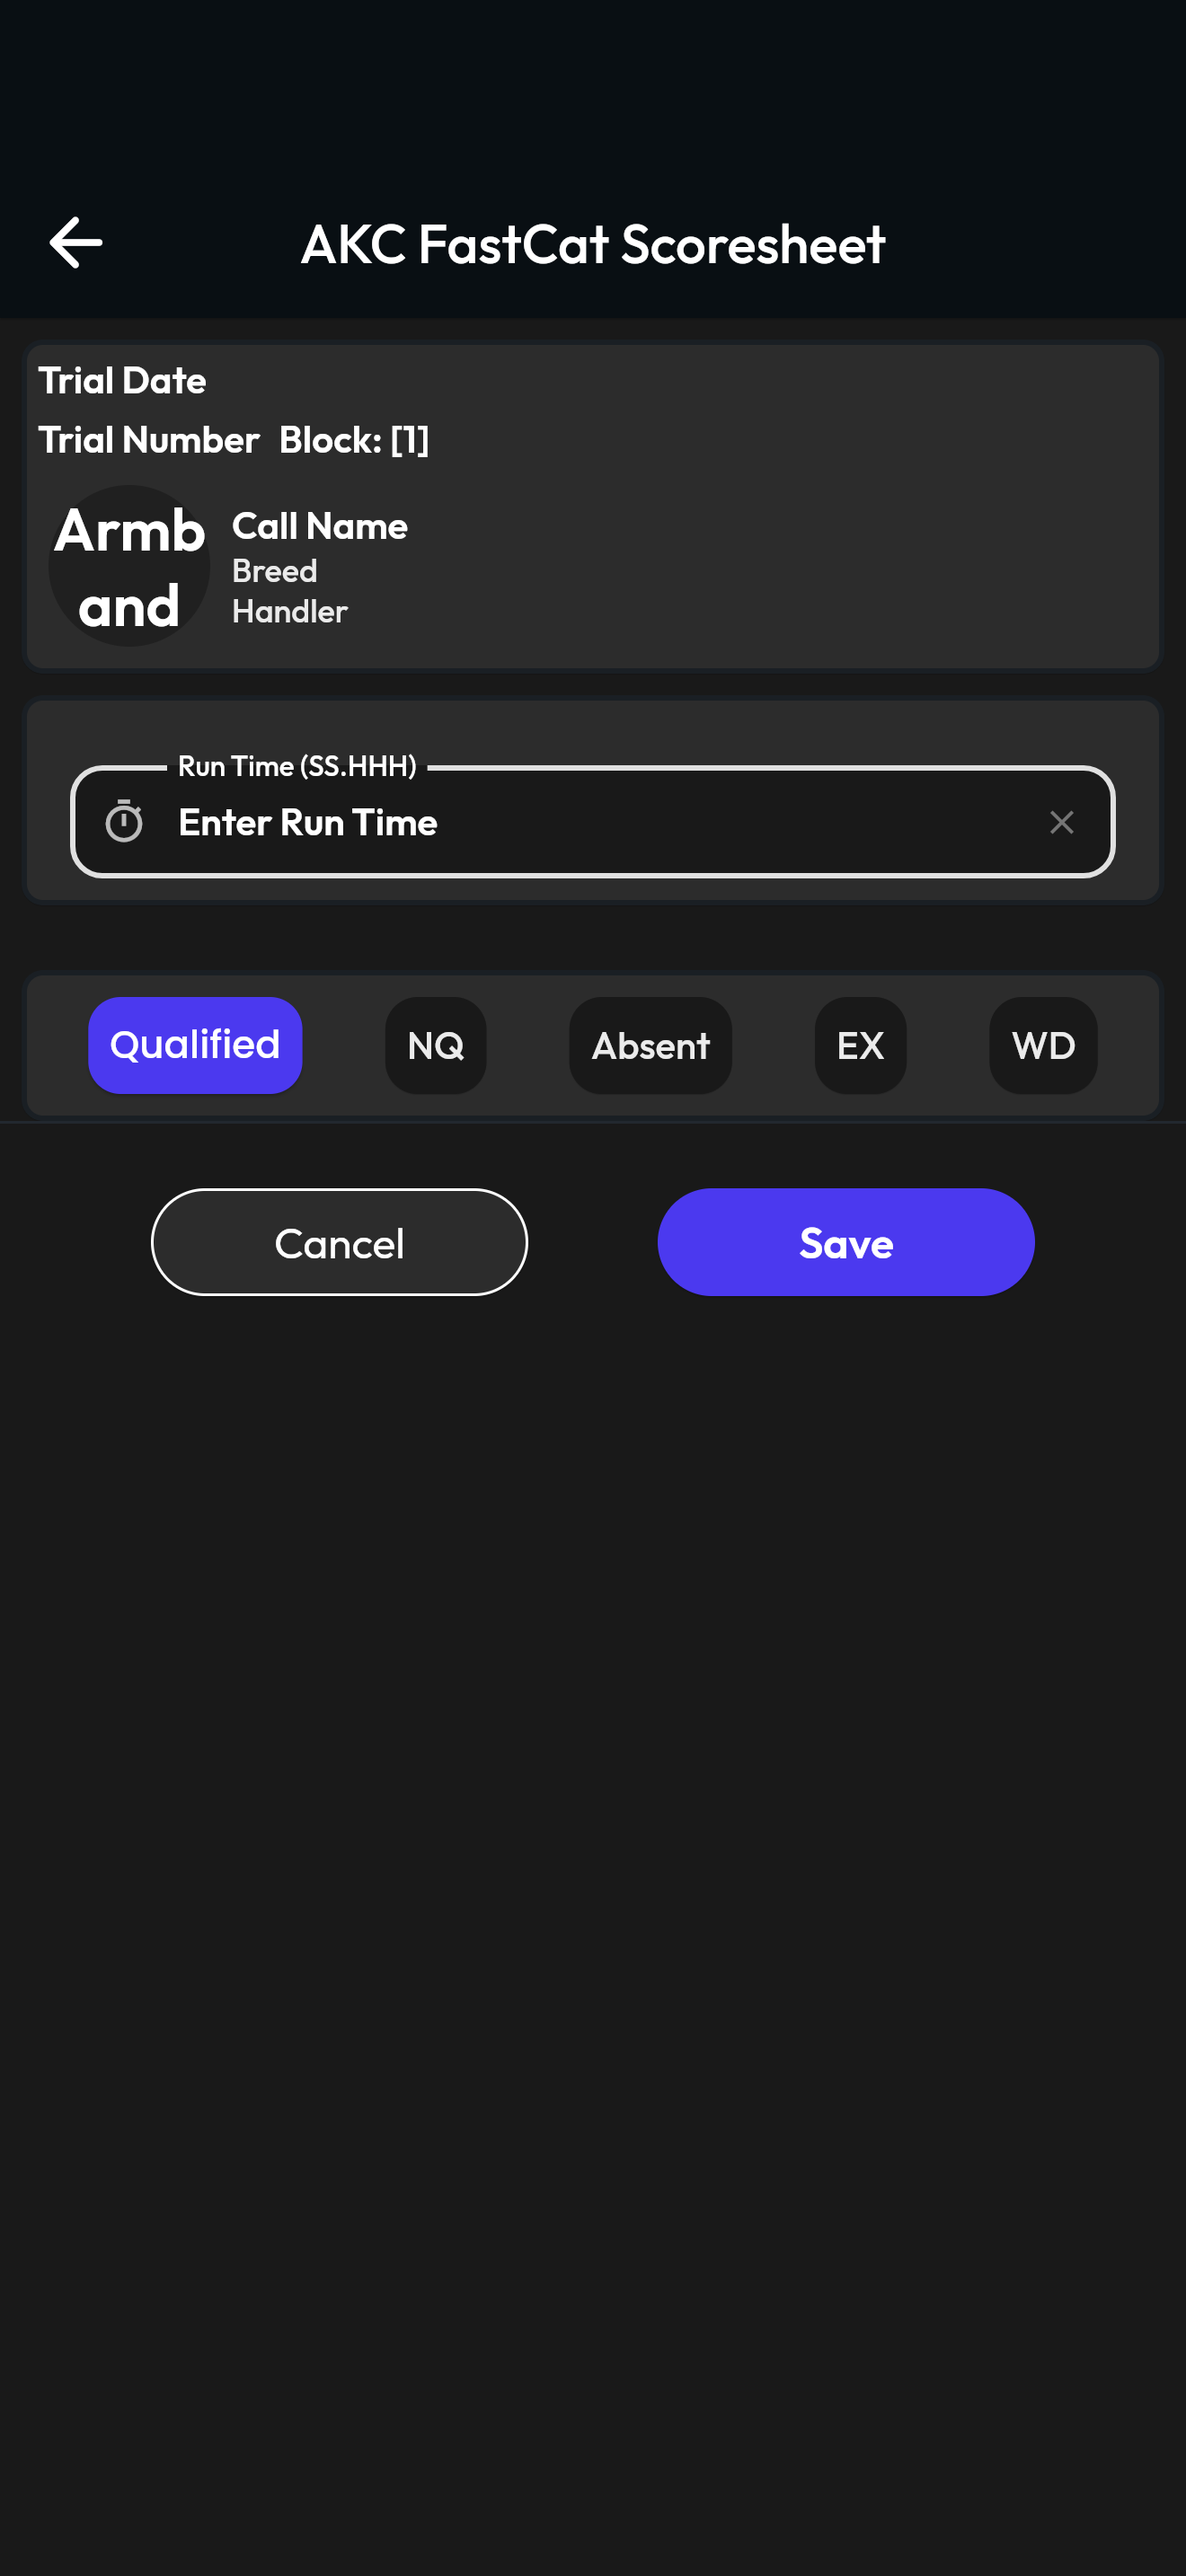 AKC FastCat Scoresheet
Trial Date
Trial Number Block: [1]
Armb
and
Call Name
Breed
Handler
Run Time (SS.HHH)
Enter Run Time
Qualified NQ Absent EX WD
Cancel Save